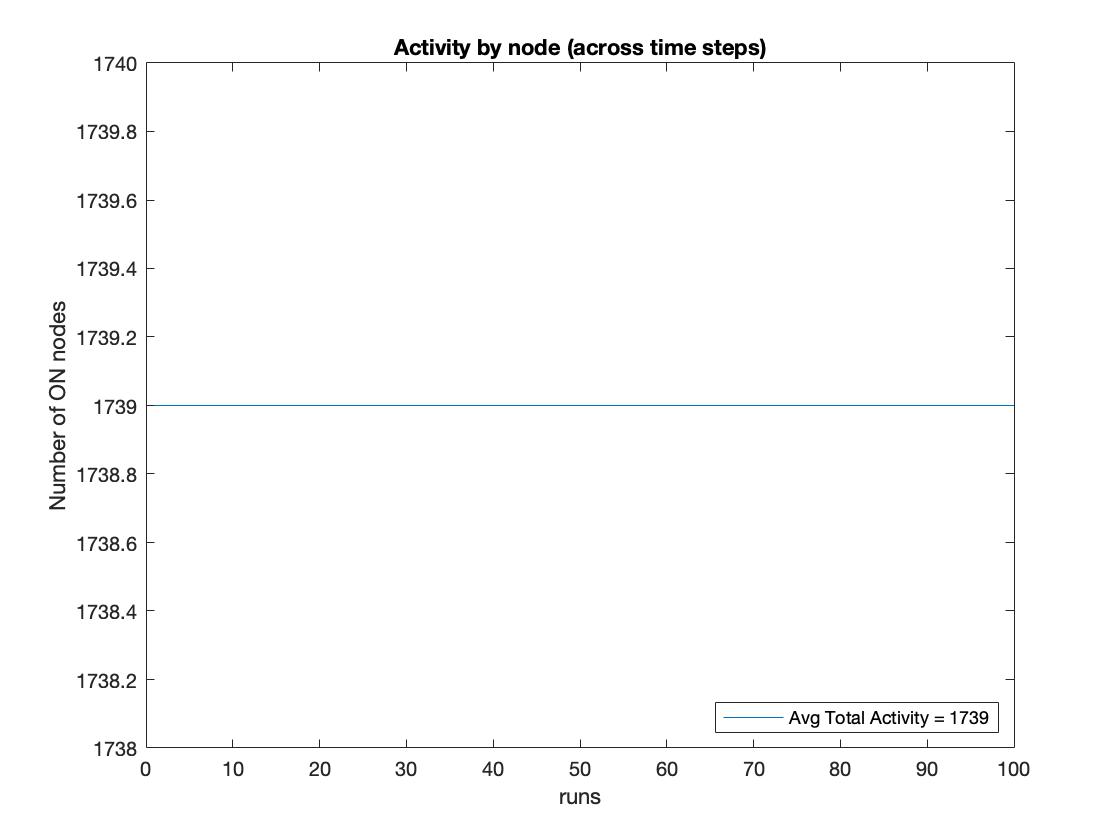 Activity by node (across time steps)
1740
1739.8
1739.6
1739.4
1739.2
1739
1738.8
1738.6
1738.4
1738.2
1738
Number of ON nodes
Avg Total Activity = 1739
0 10 20 30 40 50 60 70 80 90 100
runs